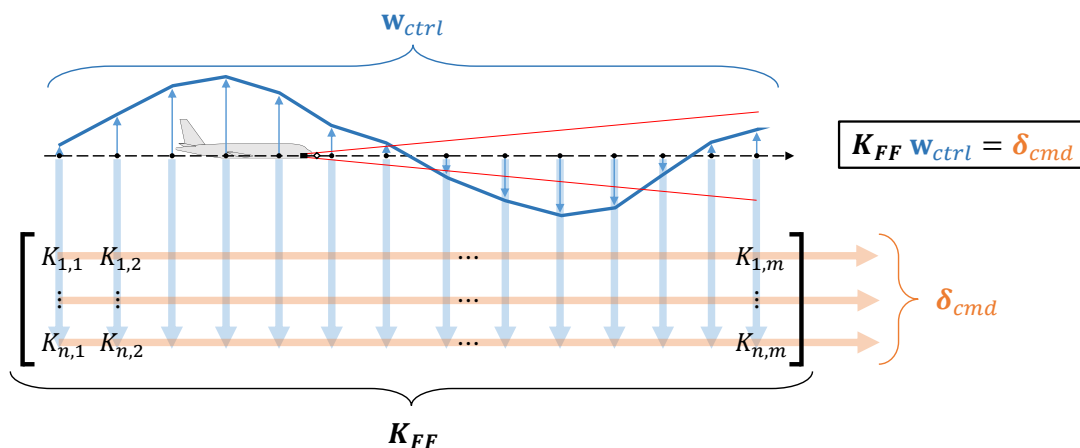 w_ctrl
K_FF w_ctrl = δ_cmd
K_1,1 K_1,2 ... K_1,m
⋮ ⋮ ⋮
K_n,1 K_n,2 ... K_n,m
δ_cmd
K_FF